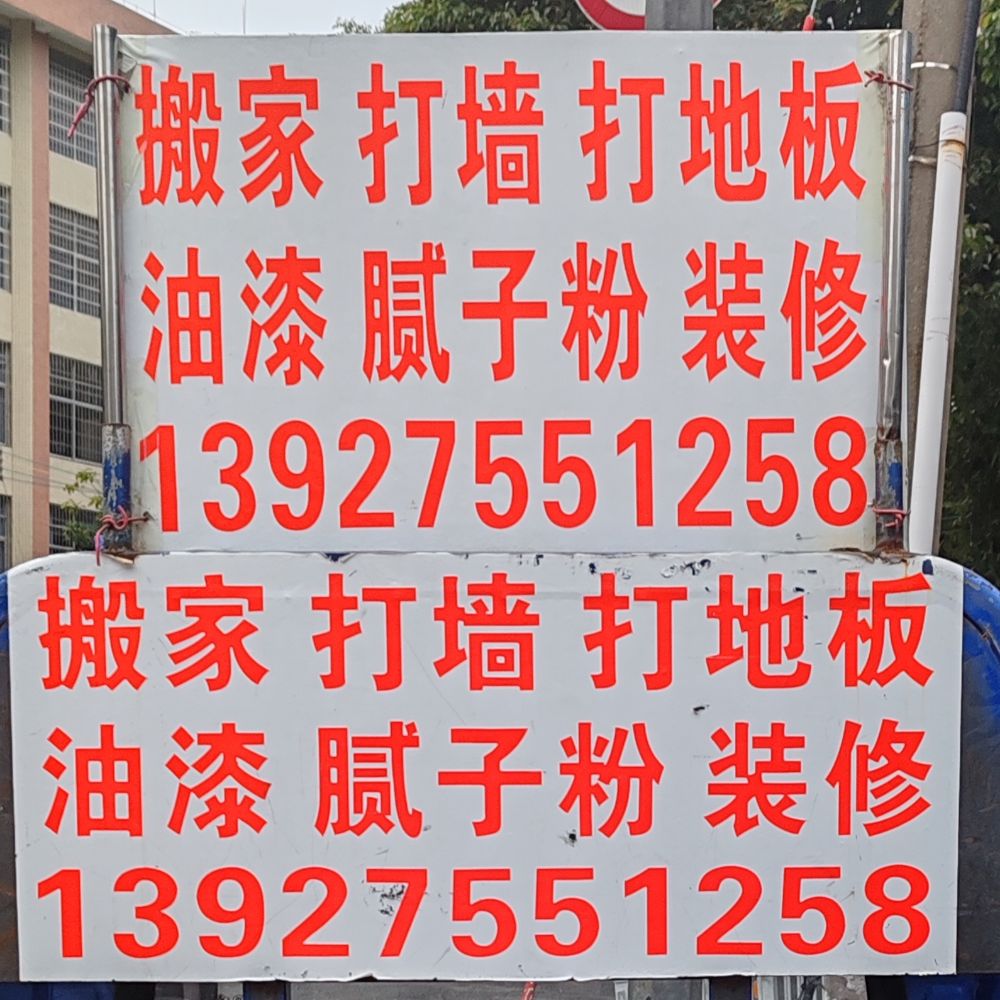 搬家 打墙 打地板
油漆 腻子粉 装修
13927551258
搬家 打墙 打地板
油漆 腻子粉 装修
13927551258